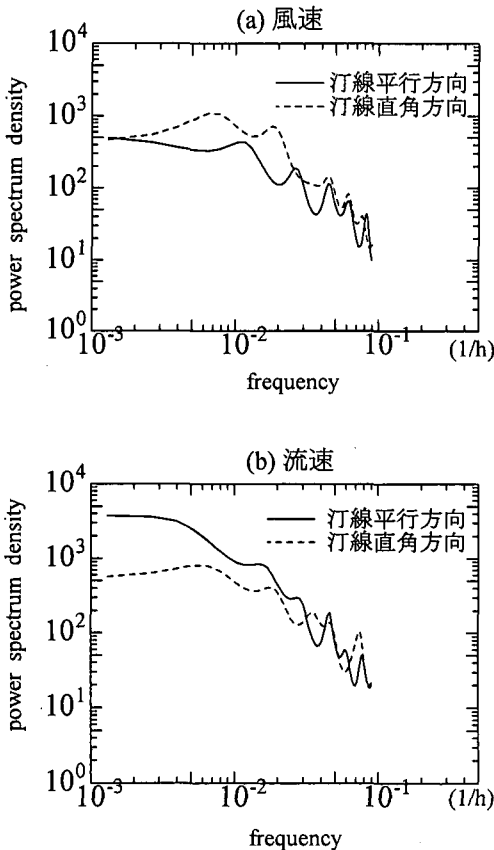 (a) 風速
power spectrum density
10^4
10^3
10^2
10^1
10^0
汀線平行方向
汀線直角方向
10^-3
10^-2
10^-1
(1/h)
frequency
(b) 流速
power spectrum density
10^4
10^3
10^2
10^1
10^0
汀線平行方向
汀線直角方向
10^-3
10^-2
10^-1
(1/h)
frequency